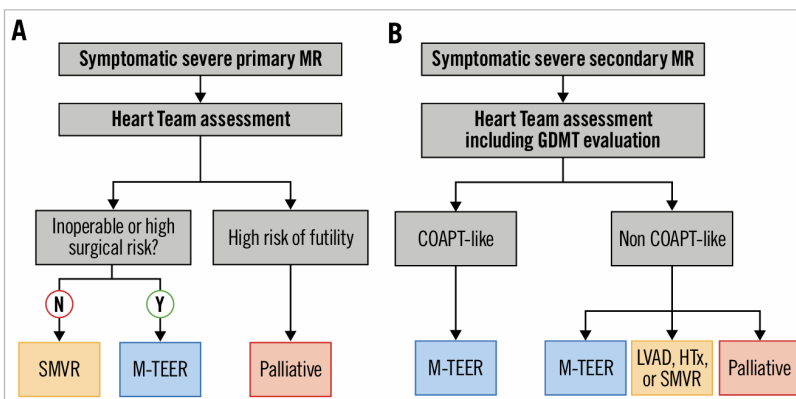 A
Symptomatic severe primary MR
Heart Team assessment
Inoperable or high
surgical risk?
High risk of futility
N
Y
SMVR
M-TEER
Palliative
B
Symptomatic severe secondary MR
Heart Team assessment
including GDMT evaluation
COAPT-like
Non COAPT-like
M-TEER
M-TEER
LVAD, HTx,
or SMVR
Palliative